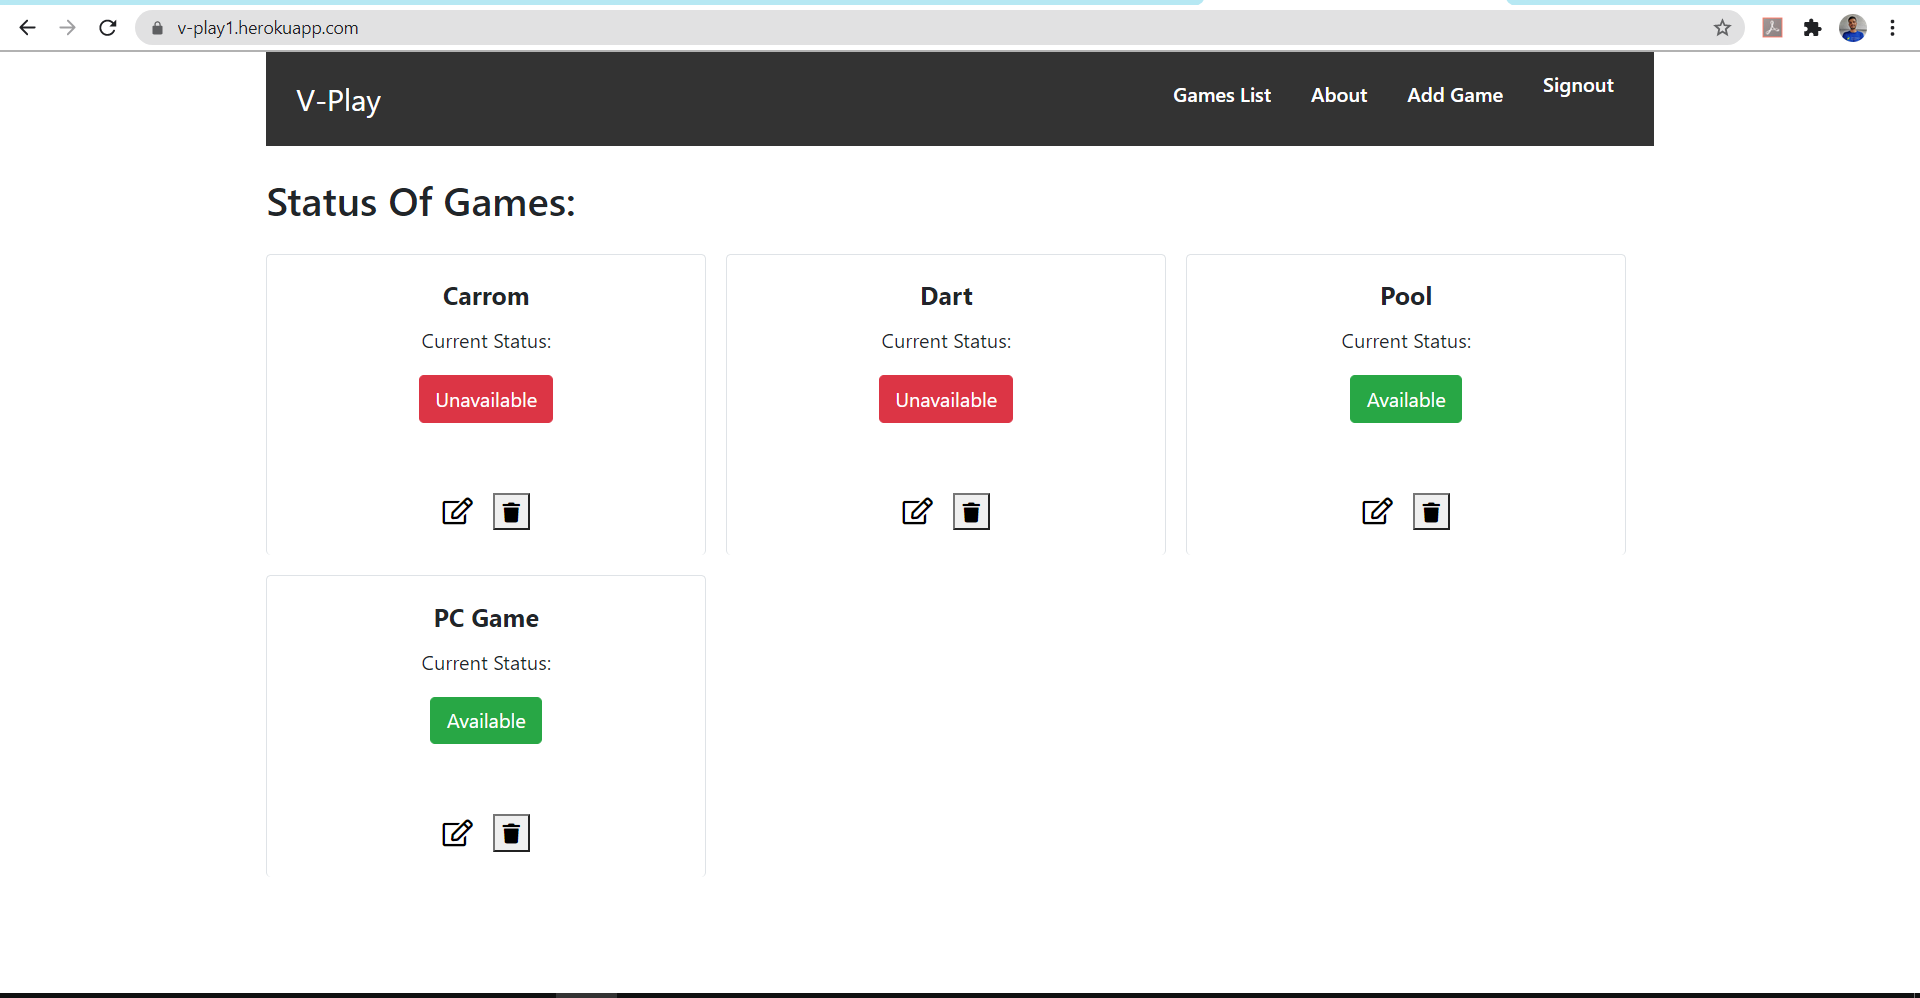 v-play1.herokuapp.com
V-Play
Games List
About
Add Game
Signout
Status Of Games:
Carrom
Current Status:
Unavailable
Dart
Current Status:
Unavailable
Pool
Current Status:
Available
PC Game
Current Status:
Available